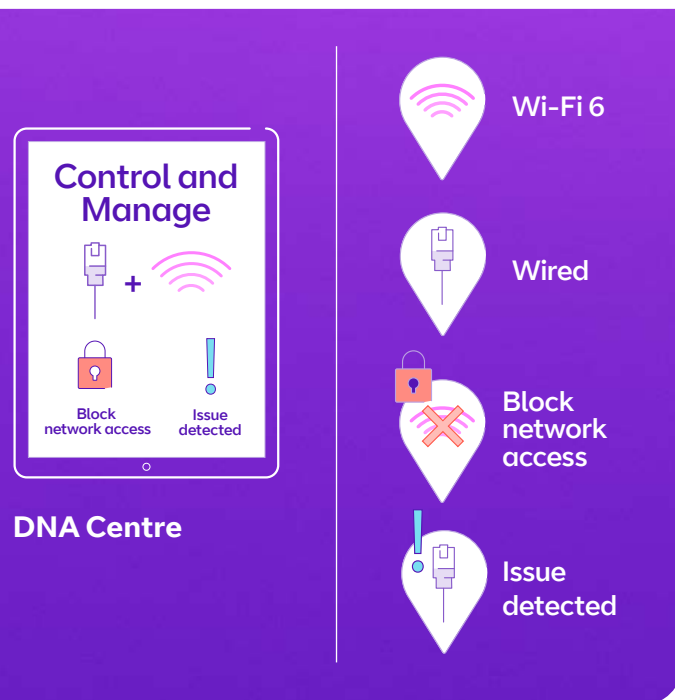 Control and
Manage
+
Block
network access
Issue
detected
DNA Centre
Wi-Fi 6
Wired
Block
network
access
Issue
detected